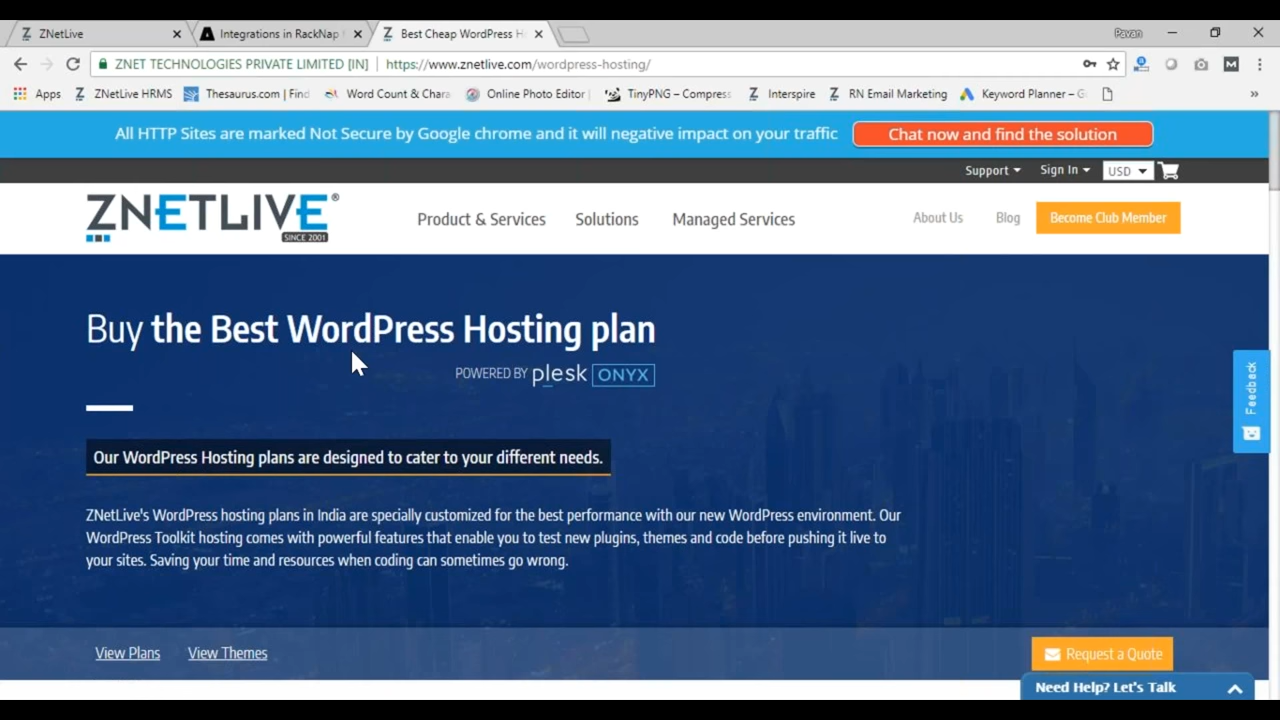 ZNetLive
Integrations in RackNap
Best Cheap WordPress H
Pavan
ZNET TECHNOLOGIES PRIVATE LIMITED [IN]
https://www.znetlive.com/wordpress-hosting/
Apps
ZNetLive HRMS
Thesaurus.com | Find
Word Count & Chara
Online Photo Editor |
TinyPNG – Compress
Interspire
RN Email Marketing
Keyword Planner – G
»
All HTTP Sites are marked Not Secure by Google chrome and it will negative impact on your traffic
Chat now and find the solution
Support
Sign In
USD
ZNETLIVE®
SINCE 2001
Product & Services
Solutions
Managed Services
About Us
Blog
Become Club Member
Buy the Best WordPress Hosting plan
POWERED BY plesk ONYX
Feedback
Our WordPress Hosting plans are designed to cater to your different needs.
ZNetLive's WordPress hosting plans in India are specially customized for the best performance with our new WordPress environment. Our
WordPress Toolkit hosting comes with powerful features that enable you to test new plugins, themes and code before pushing it live to
your sites. Saving your time and resources when coding can sometimes go wrong.
View Plans
View Themes
Request a Quote
Need Help? Let's Talk